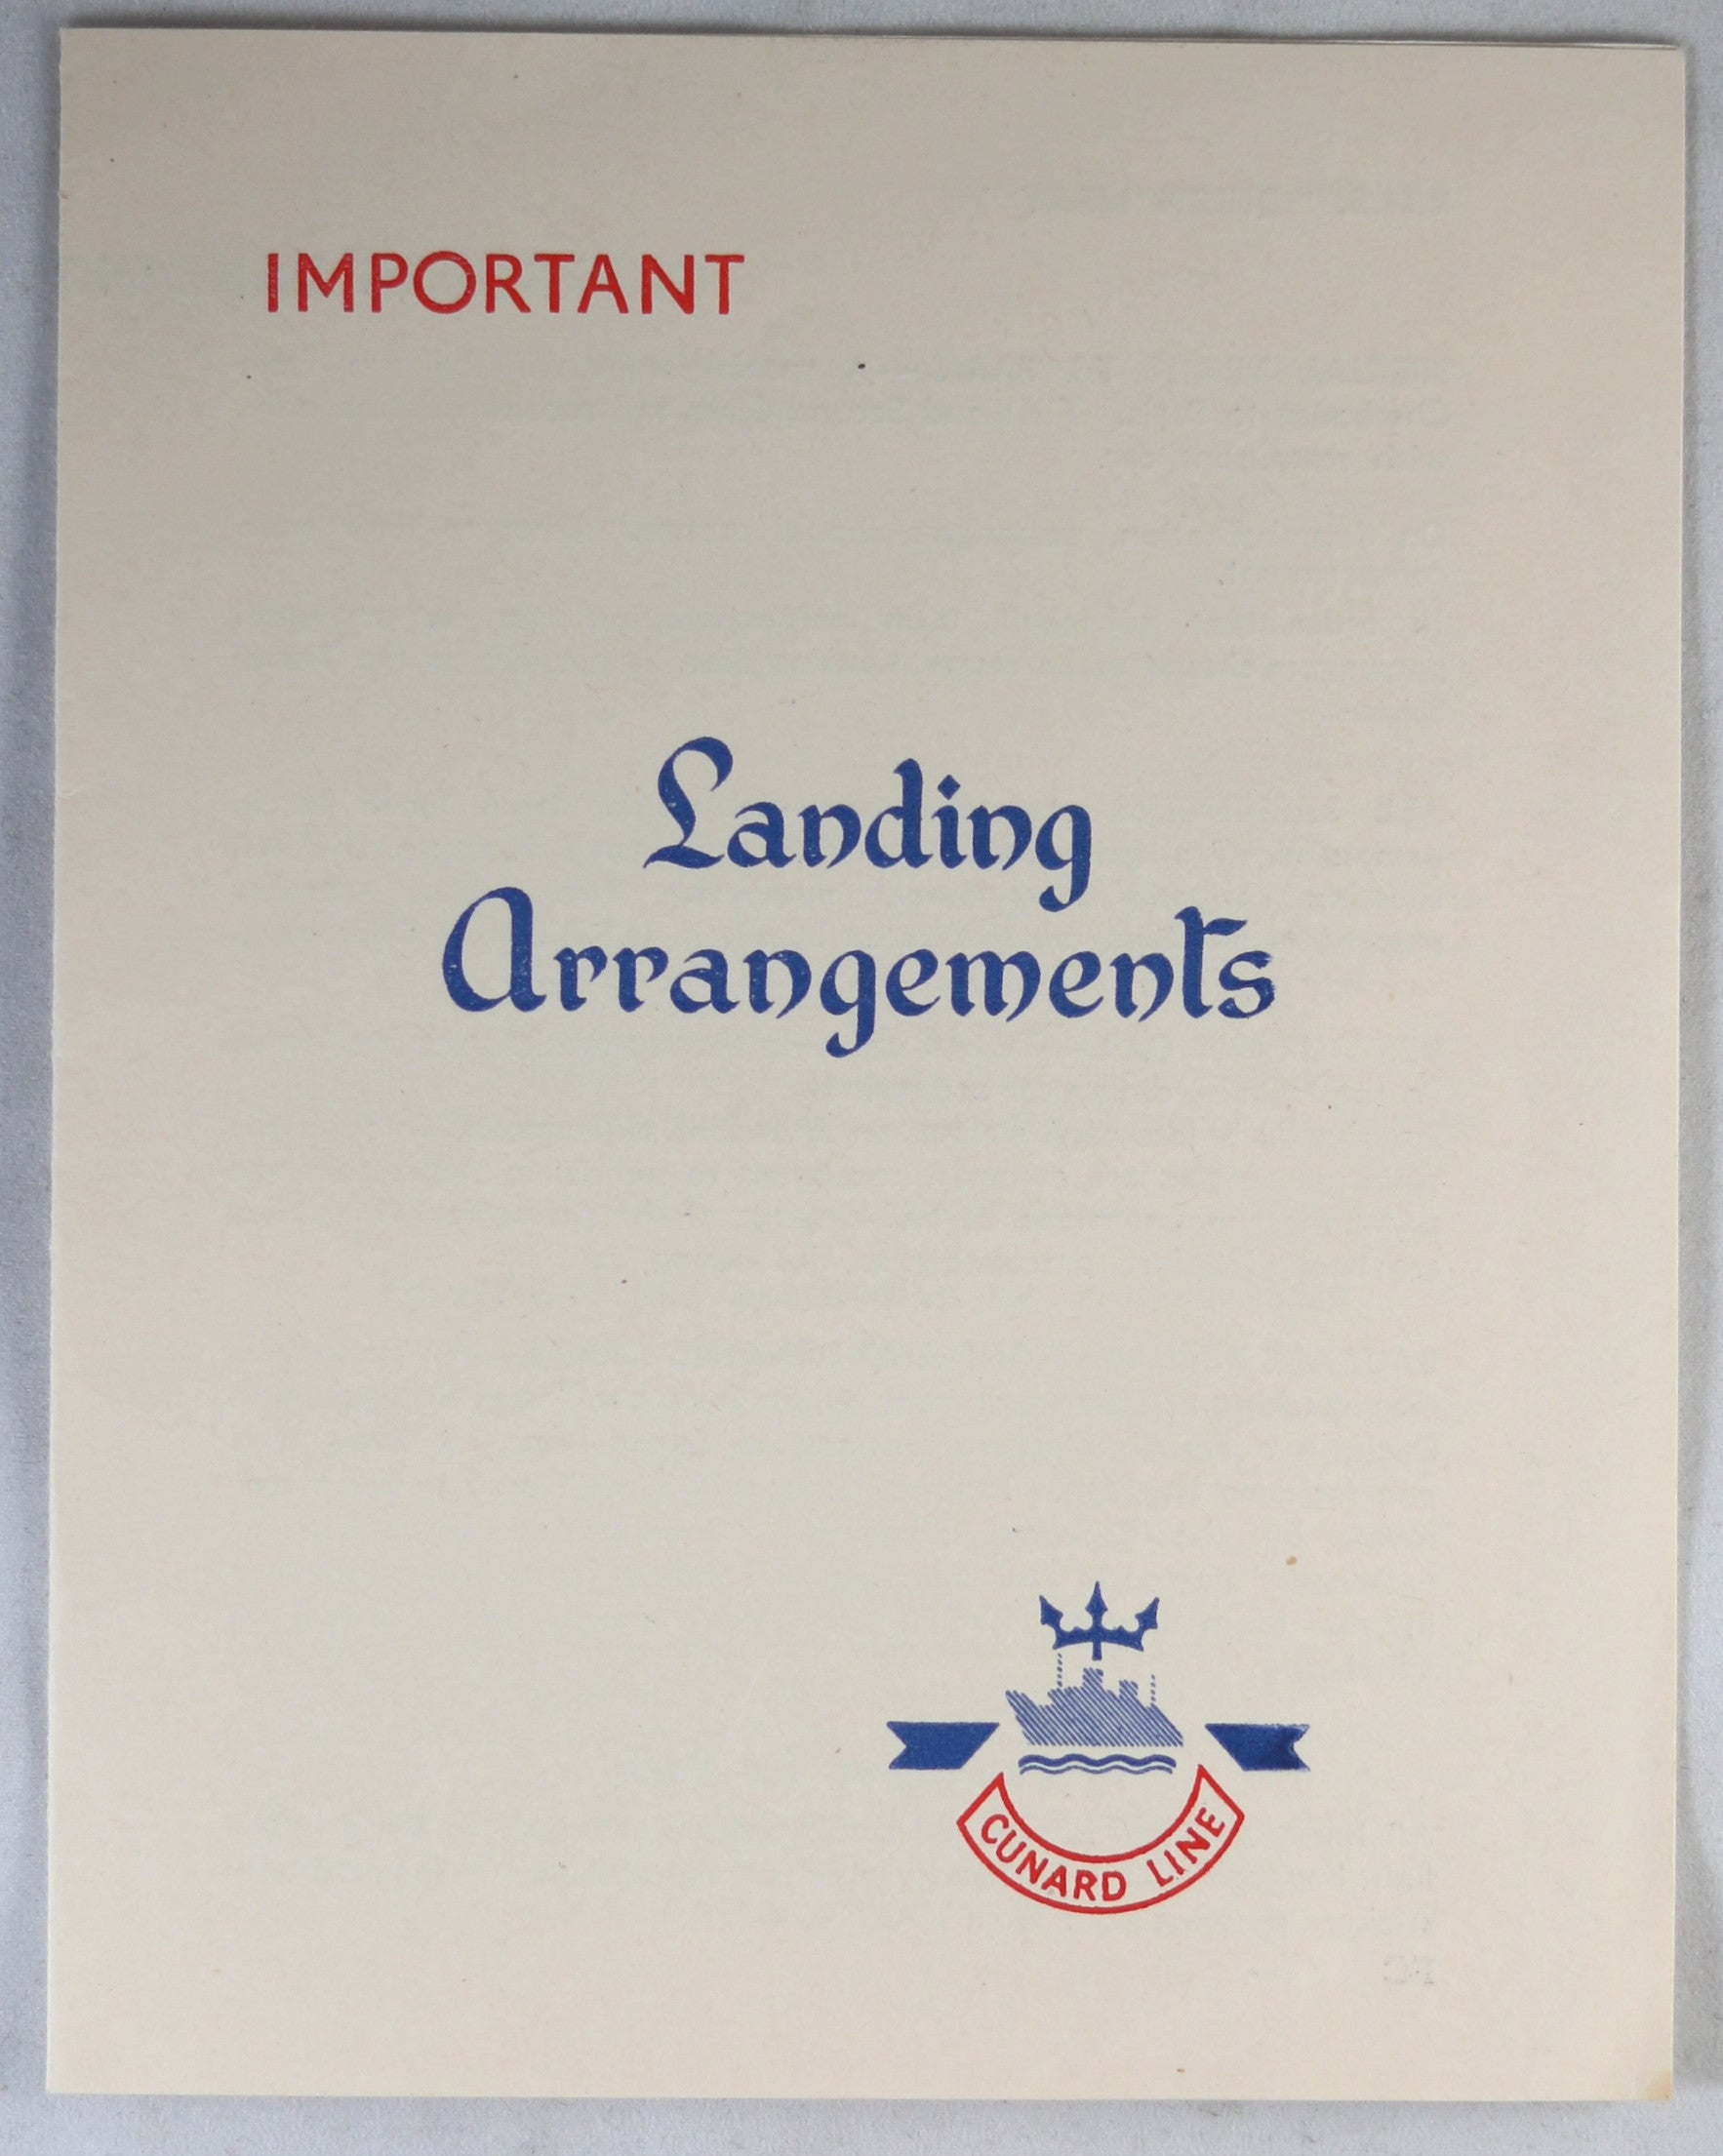 IMPORTANT
Landing
Arrangements
CUNARD LINE